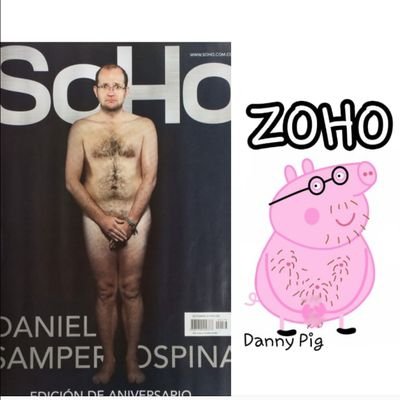 SoHo
WWW.SOHO.COM.CO
DANIEL
SAMPER OSPINA
EDICIÓN DE ANIVERSARIO
ZOHO
Danny Pig